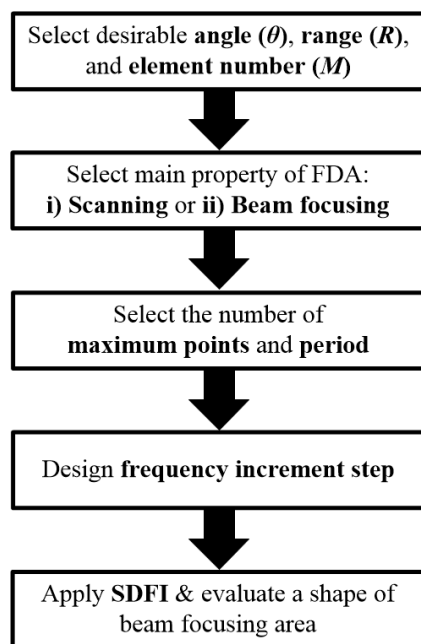 Select desirable angle (θ), range (R),
and element number (M)
Select main property of FDA:
i) Scanning or ii) Beam focusing
Select the number of
maximum points and period
Design frequency increment step
Apply SDFI & evaluate a shape of
beam focusing area